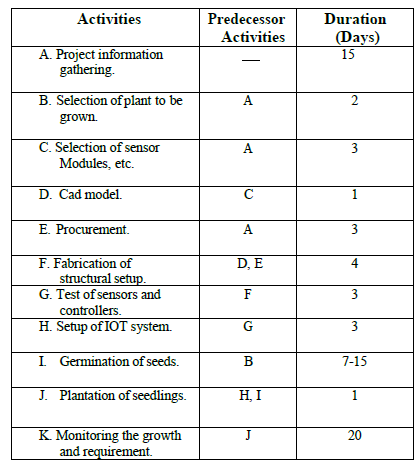 Activities Predecessor Activities Duration (Days)
A. Project information gathering. — 15
B. Selection of plant to be grown. A 2
C. Selection of sensor Modules, etc. A 3
D. Cad model. C 1
E. Procurement. A 3
F. Fabrication of structural setup. D, E 4
G. Test of sensors and controllers. F 3
H. Setup of IOT system. G 3
I. Germination of seeds. B 7-15
J. Plantation of seedlings. H, I 1
K. Monitoring the growth and requirement. J 20